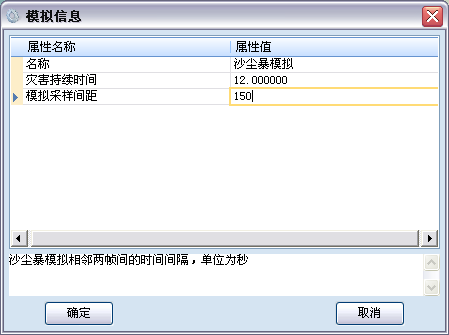 模拟信息
属性名称 属性值
名称 沙尘暴模拟
灾害持续时间 12.000000
模拟采样间距 150
沙尘暴模拟相邻两帧间的时间间隔，单位为秒
确定 取消